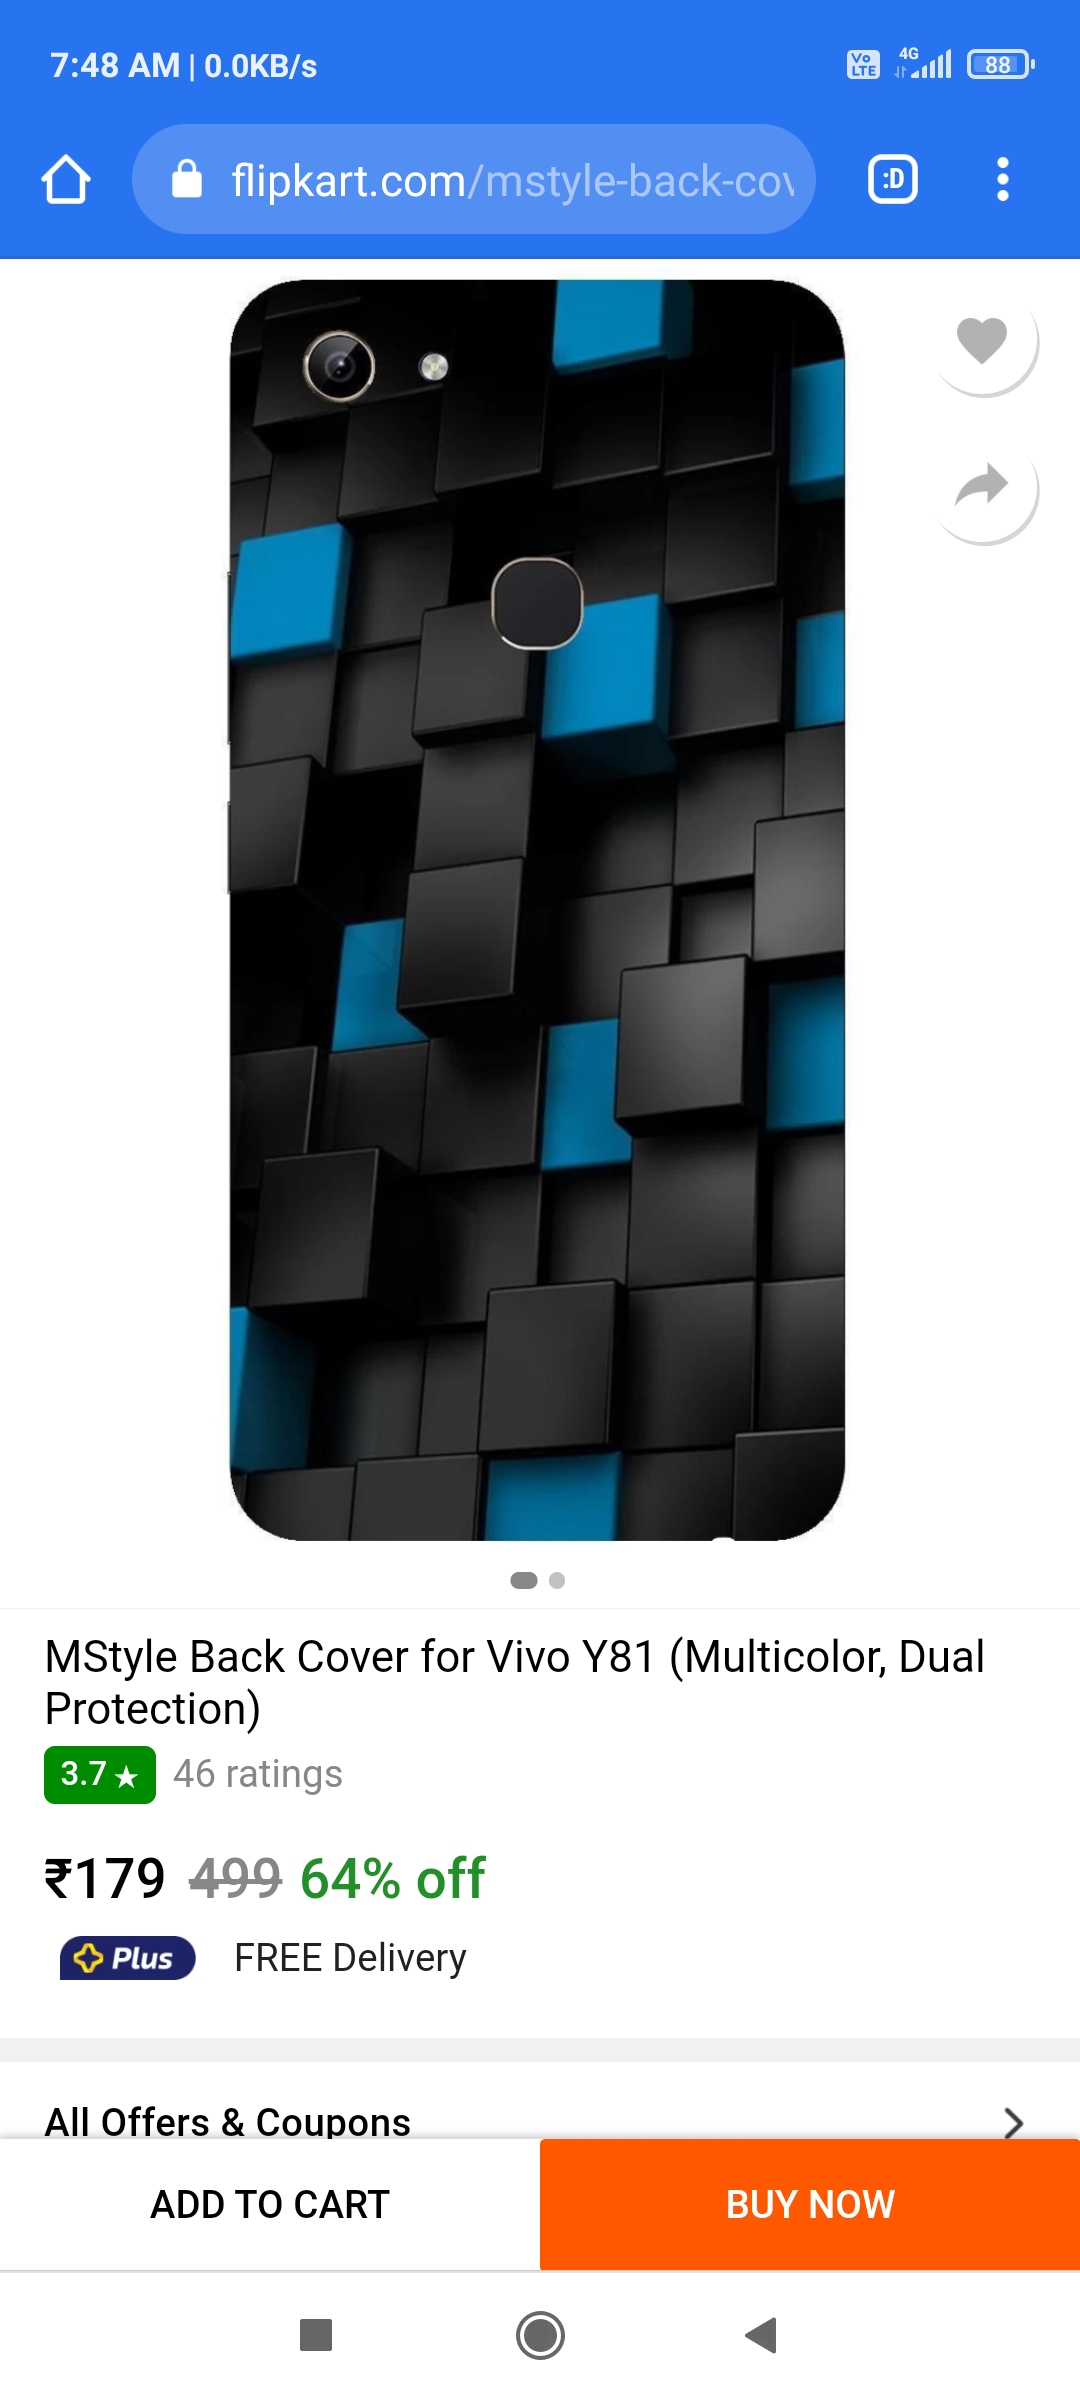 7:48 AM | 0.0KB/s
Vo LTE 4G 88
flipkart.com/mstyle-back-cov
:D
MStyle Back Cover for Vivo Y81 (Multicolor, Dual
Protection)
3.7★ 46 ratings
₹179 499 64% off
Plus FREE Delivery
All Offers & Coupons
ADD TO CART BUY NOW